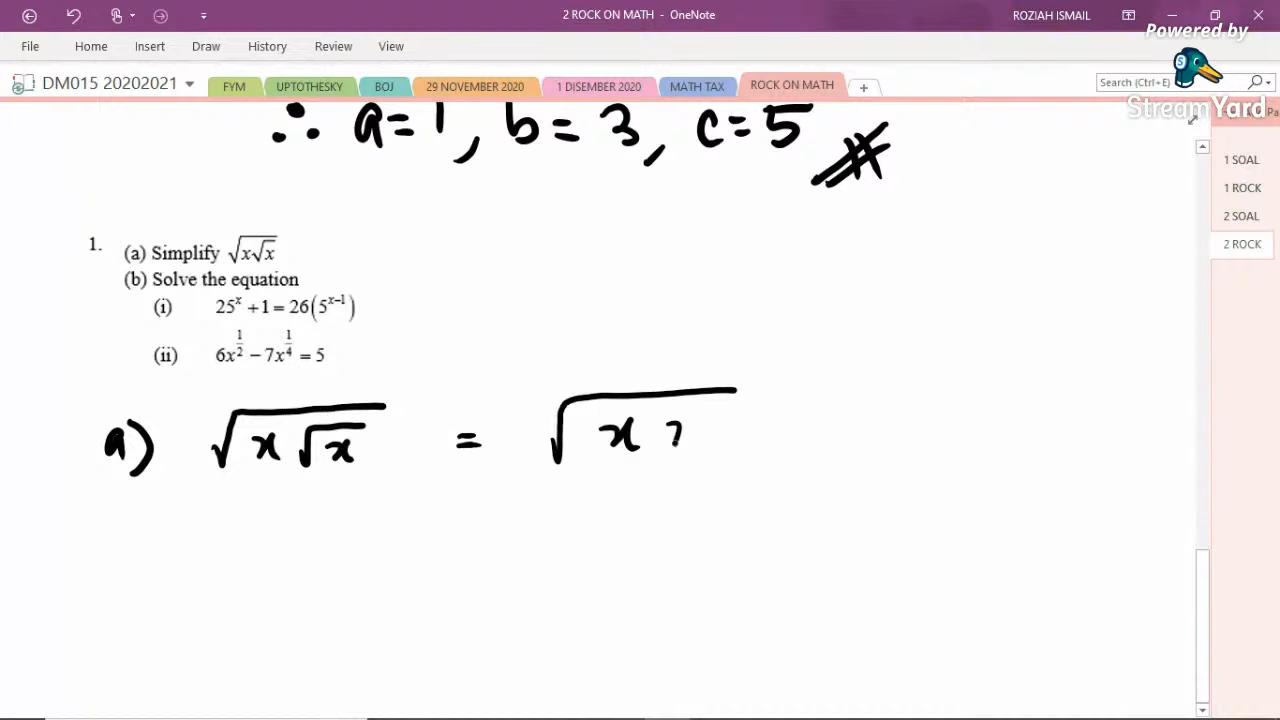 2 ROCK ON MATH - OneNote
ROZIAH ISMAIL
Powered by
StreamYard
File Home Insert Draw History Review View
DM015 20202021 FYM UPTOTHESKY BOJ 29 NOVEMBER 2020 1 DISEMBER 2020 MATH TAX ROCK ON MATH +
Search (Ctrl+E)
Pa
1 SOAL
1 ROCK
2 SOAL
2 ROCK
∴ a=1, b=3, c=5
1. (a) Simplify √(x√x)
(b) Solve the equation
(i) 25^x + 1 = 26(5^(x-1))
(ii) 6x^(1/2) − 7x^(1/4) = 5
a) √(x√x) = √(x